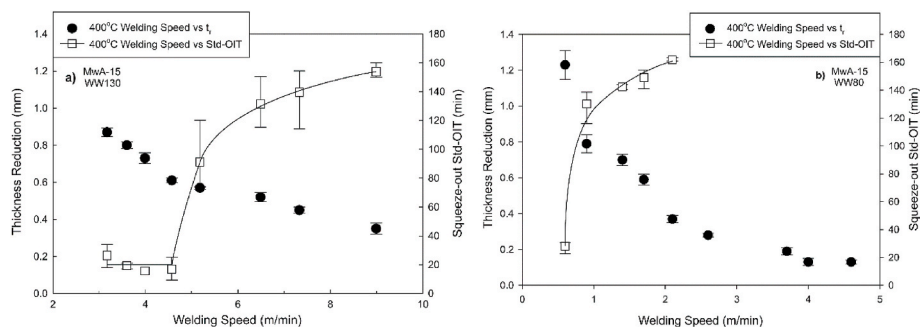 400°C Welding Speed vs tr
400°C Welding Speed vs Std-OIT
a) MwA-15
WW130
Thickness Reduction (mm)
1.4
1.2
1.0
0.8
0.6
0.4
0.2
0.0
180
160
140
120
100
80
60
40
20
0
Squeeze-out Std-OIT (min)
2 4 6 8 10
Welding Speed (m/min)
400°C Welding Speed vs tr
400°C Welding Speed vs Std-OIT
b) MwA-15
WW80
Thickness Reduction (mm)
1.4
1.2
1.0
0.8
0.6
0.4
0.2
0.0
180
160
140
120
100
80
60
40
20
0
Squeeze-out Std-OIT (min)
0 1 2 3 4 5
Welding Speed (m/min)